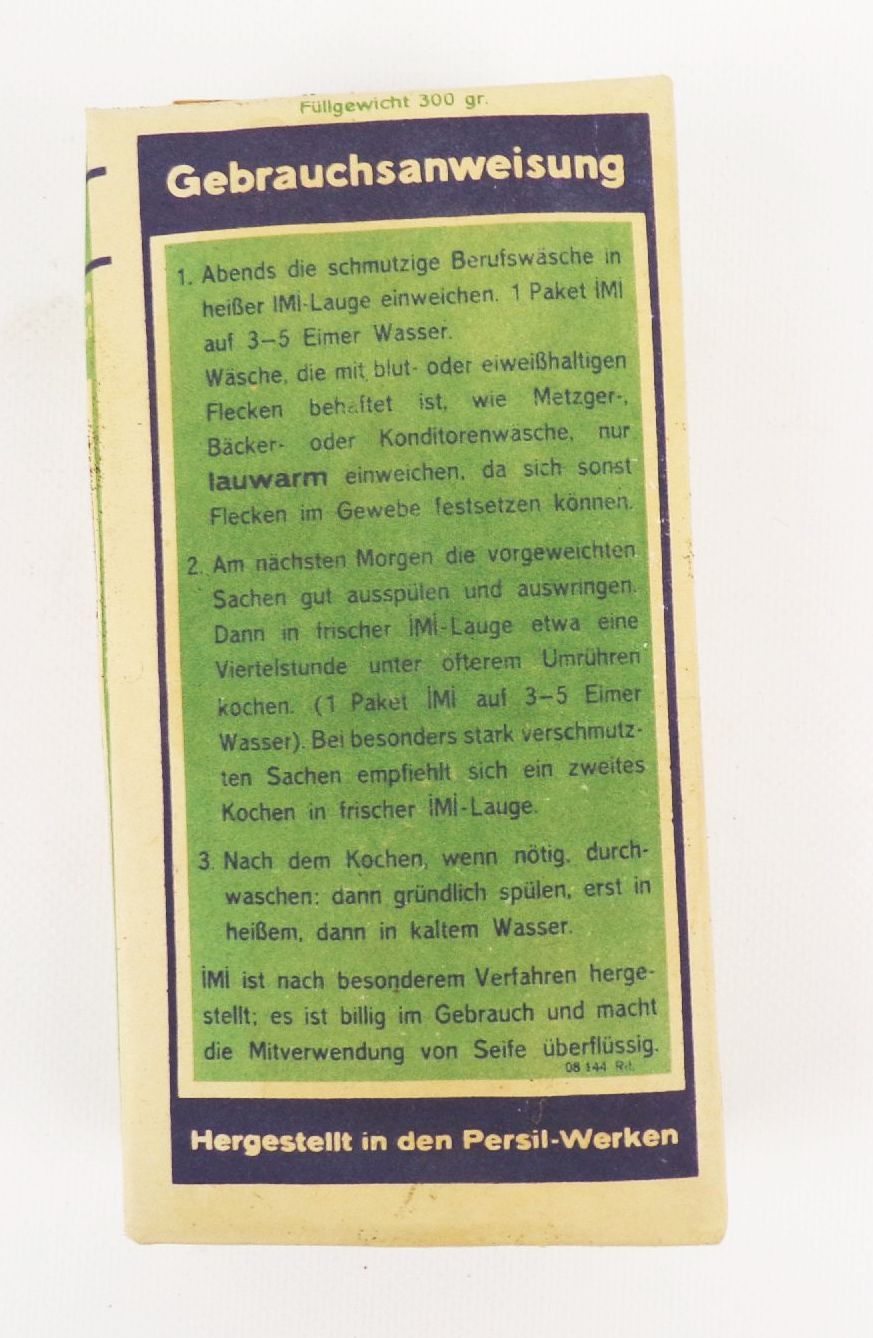 Füllgewicht 300 gr.
Gebrauchsanweisung
1. Abends die schmutzige Berufswäsche in
heißer IMI-Lauge einweichen. 1 Paket IMI
auf 3–5 Eimer Wasser.
Wäsche, die mit blut- oder eiweißhaltigen
Flecken behaftet ist, wie Metzger-,
Bäcker- oder Konditorenwäsche, nur
lauwarm einweichen, da sich sonst
Flecken im Gewebe festsetzen können.
2. Am nächsten Morgen die vorgeweichten
Sachen gut ausspülen und auswringen.
Dann in frischer IMI-Lauge etwa eine
Viertelstunde unter öfterem Umrühren
kochen. (1 Paket IMI auf 3–5 Eimer
Wasser). Bei besonders stark verschmutz-
ten Sachen empfiehlt sich ein zweites
Kochen in frischer IMI-Lauge.
3. Nach dem Kochen, wenn nötig, durch-
waschen; dann gründlich spülen, erst in
heißem, dann in kaltem Wasser.
IMI ist nach besonderem Verfahren herge-
stellt; es ist billig im Gebrauch und macht
die Mitverwendung von Seife überflüssig.
08 144
Hergestellt in den Persil-Werken